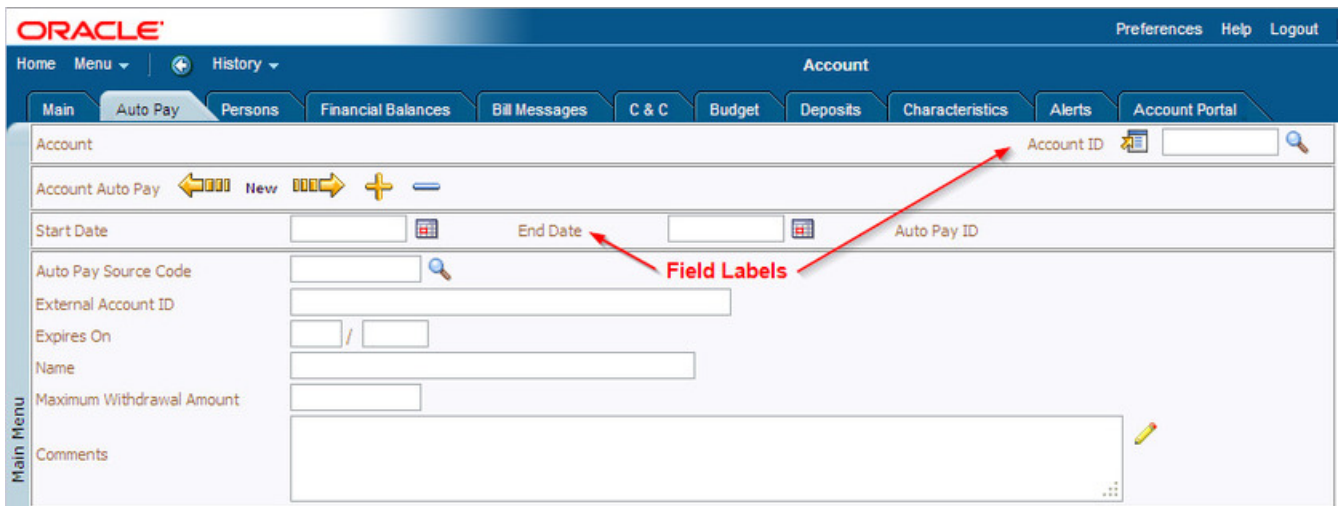 ORACLE
Preferences Help Logout
Home Menu History Account
Main Auto Pay Persons Financial Balances Bill Messages C & C Budget Deposits Characteristics Alerts Account Portal
Account Account ID
Account Auto Pay New
Start Date End Date Auto Pay ID
Field Labels
Auto Pay Source Code
External Account ID
Expires On /
Name
Maximum Withdrawal Amount
Comments
Main Menu